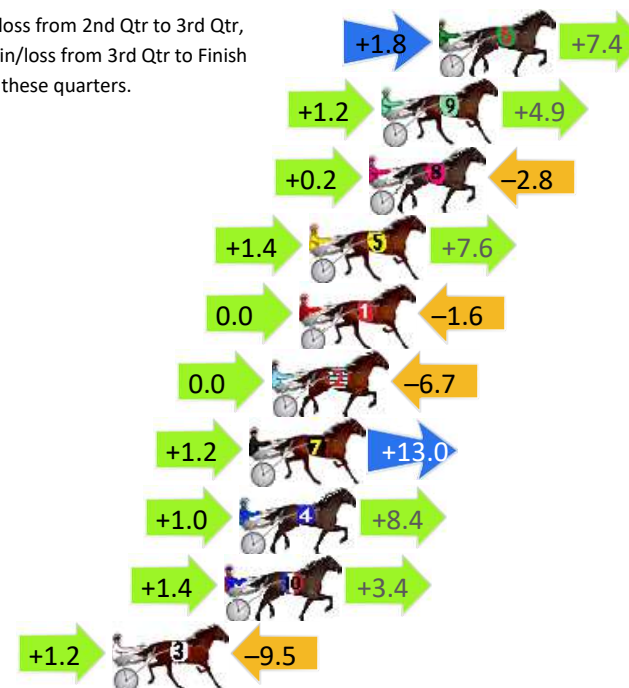 loss from 2nd Qtr to 3rd Qtr,
in/loss from 3rd Qtr to Finish
these quarters.
+1.8 6 +7.4
+1.2 9 +4.9
+0.2 8 –2.8
+1.4 5 +7.6
0.0 1 –1.6
0.0 2 –6.7
+1.2 7 +13.0
+1.0 4 +8.4
+1.4 10 +3.4
+1.2 3 –9.5